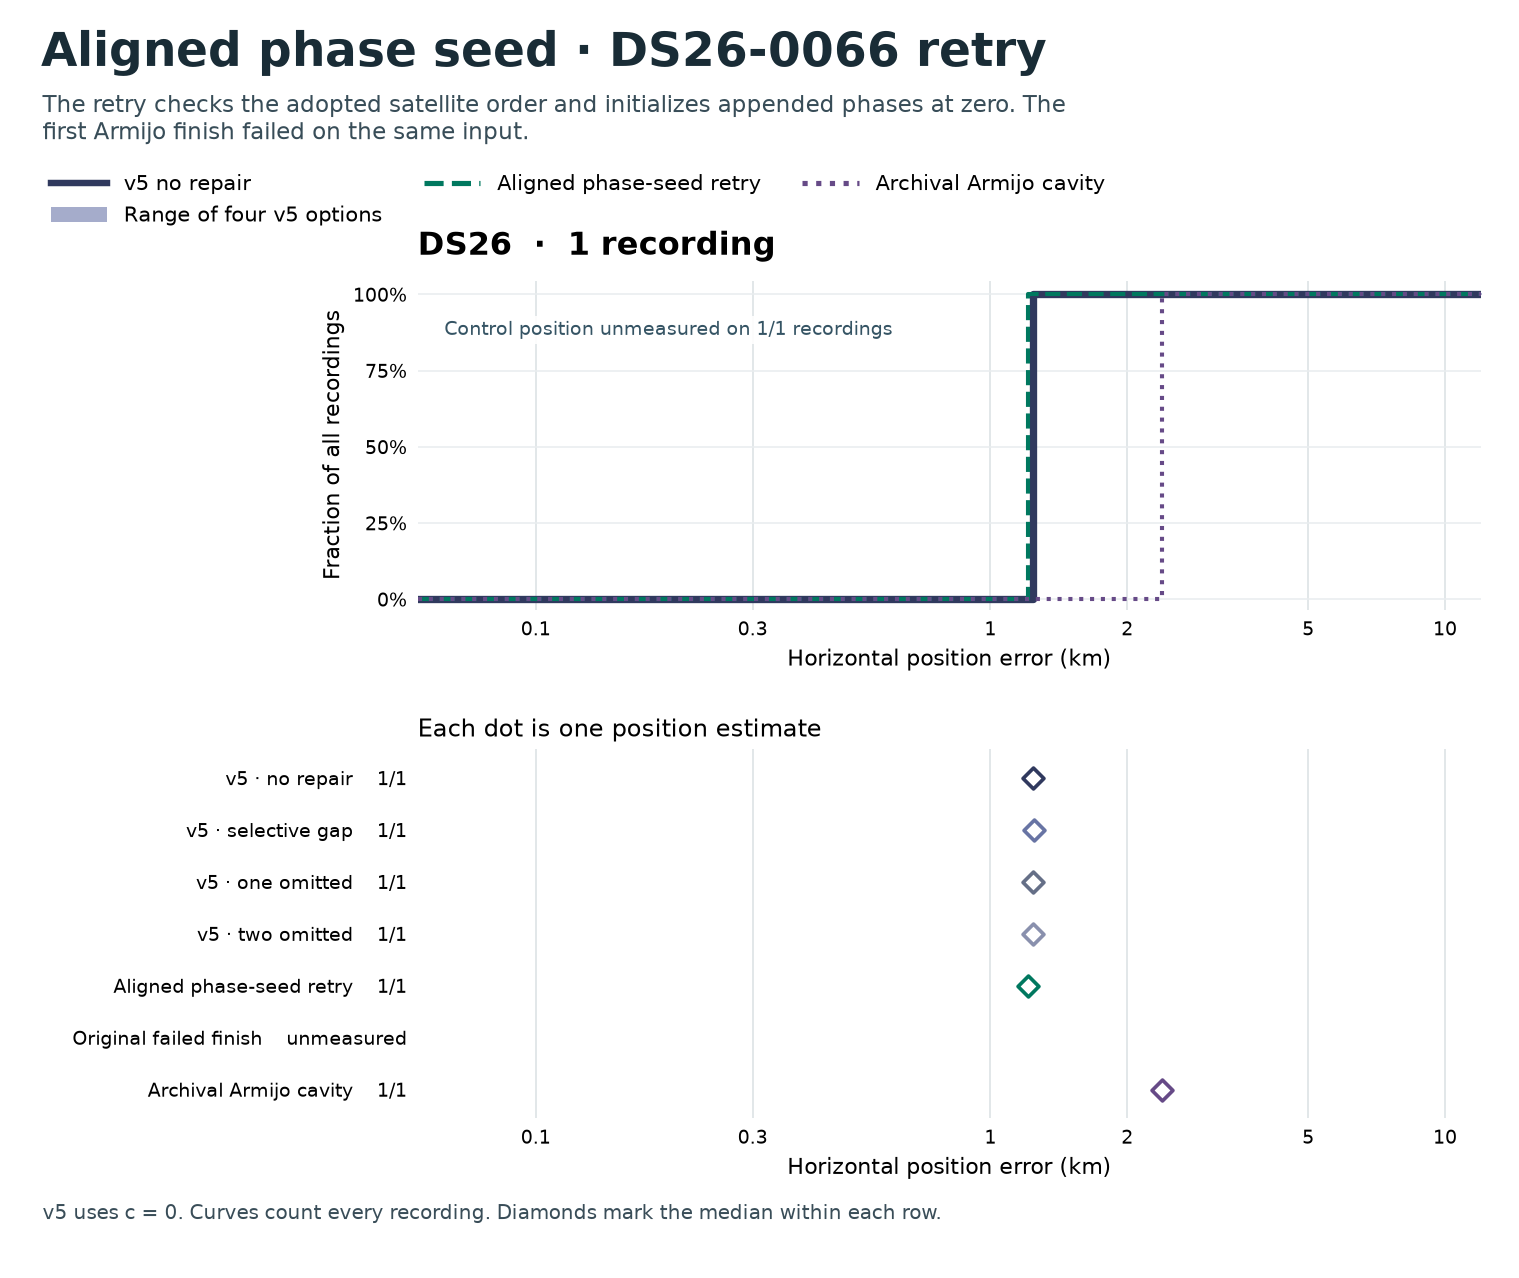 Aligned phase seed · DS26-0066 retry
The retry checks the adopted satellite order and initializes appended phases at zero. The
first Armijo finish failed on the same input.
v5 no repair
Aligned phase-seed retry
Archival Armijo cavity
Range of four v5 options
DS26 · 1 recording
Fraction of all recordings
100%
Control position unmeasured on 1/1 recordings
75%
50%
25%
0%
0.1 0.3 1 2 5 10
Horizontal position error (km)
Each dot is one position estimate
v5 · no repair 1/1
v5 · selective gap 1/1
v5 · one omitted 1/1
v5 · two omitted 1/1
Aligned phase-seed retry 1/1
Original failed finish unmeasured
Archival Armijo cavity 1/1
0.1 0.3 1 2 5 10
Horizontal position error (km)
v5 uses c = 0. Curves count every recording. Diamonds mark the median within each row.